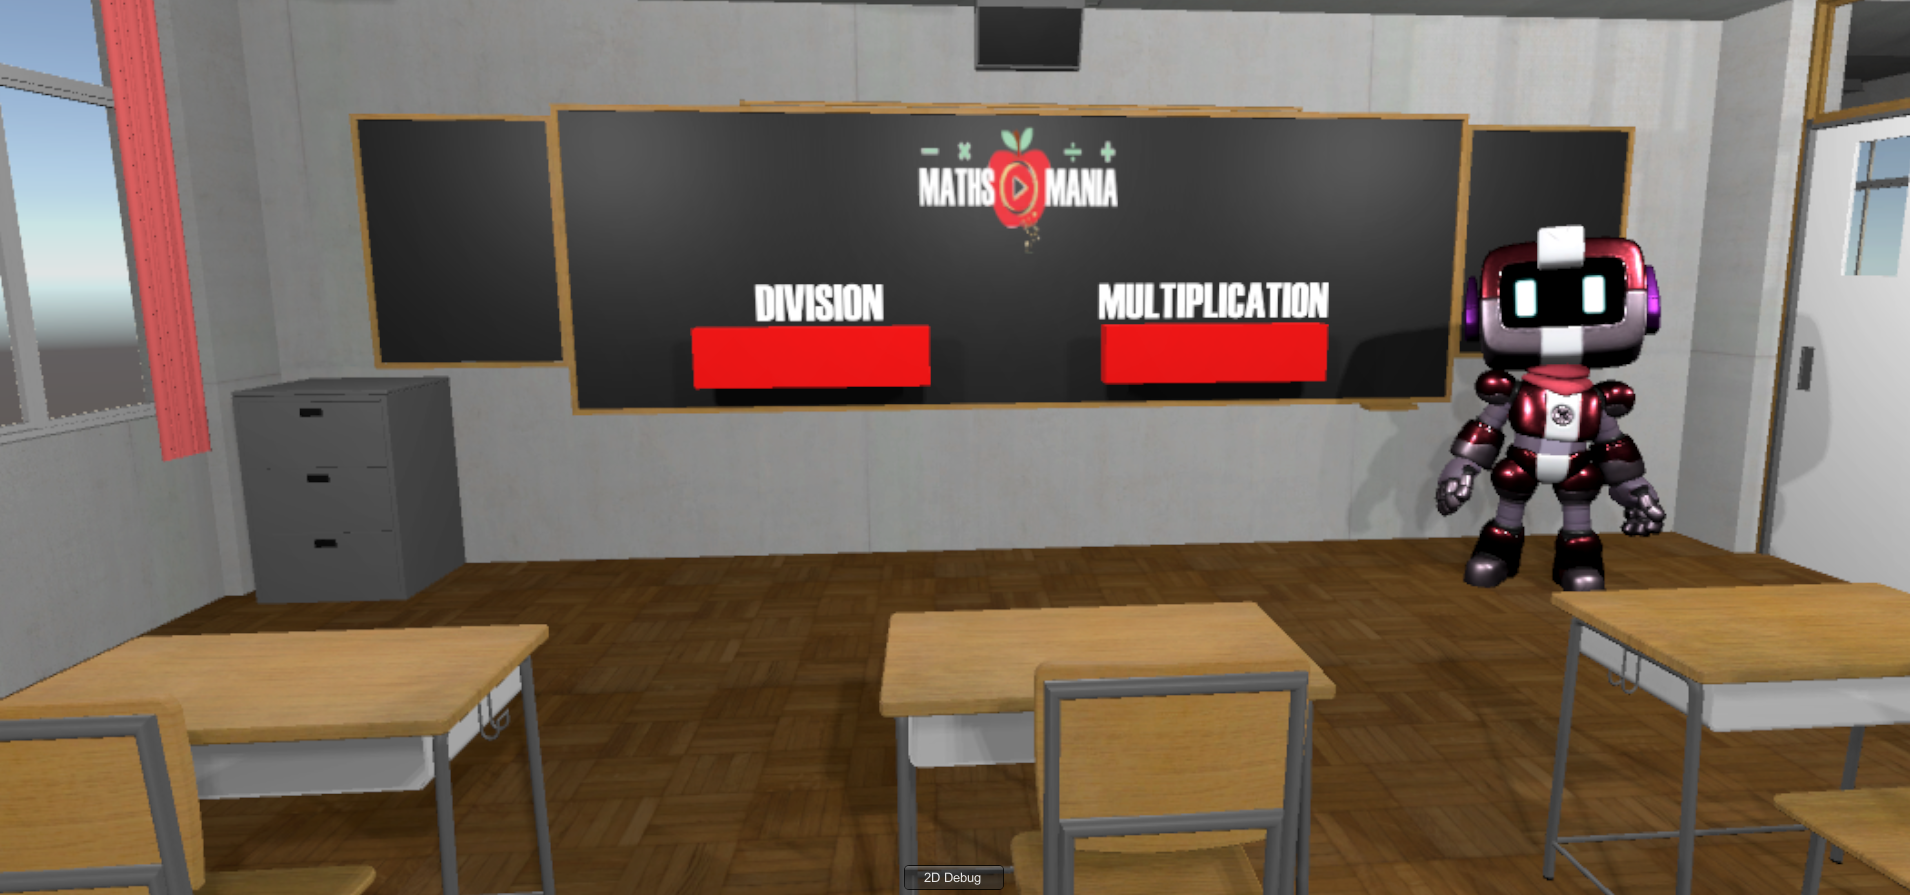 − × ÷ +
MATHS MANIA
DIVISION
MULTIPLICATION
2D Debug